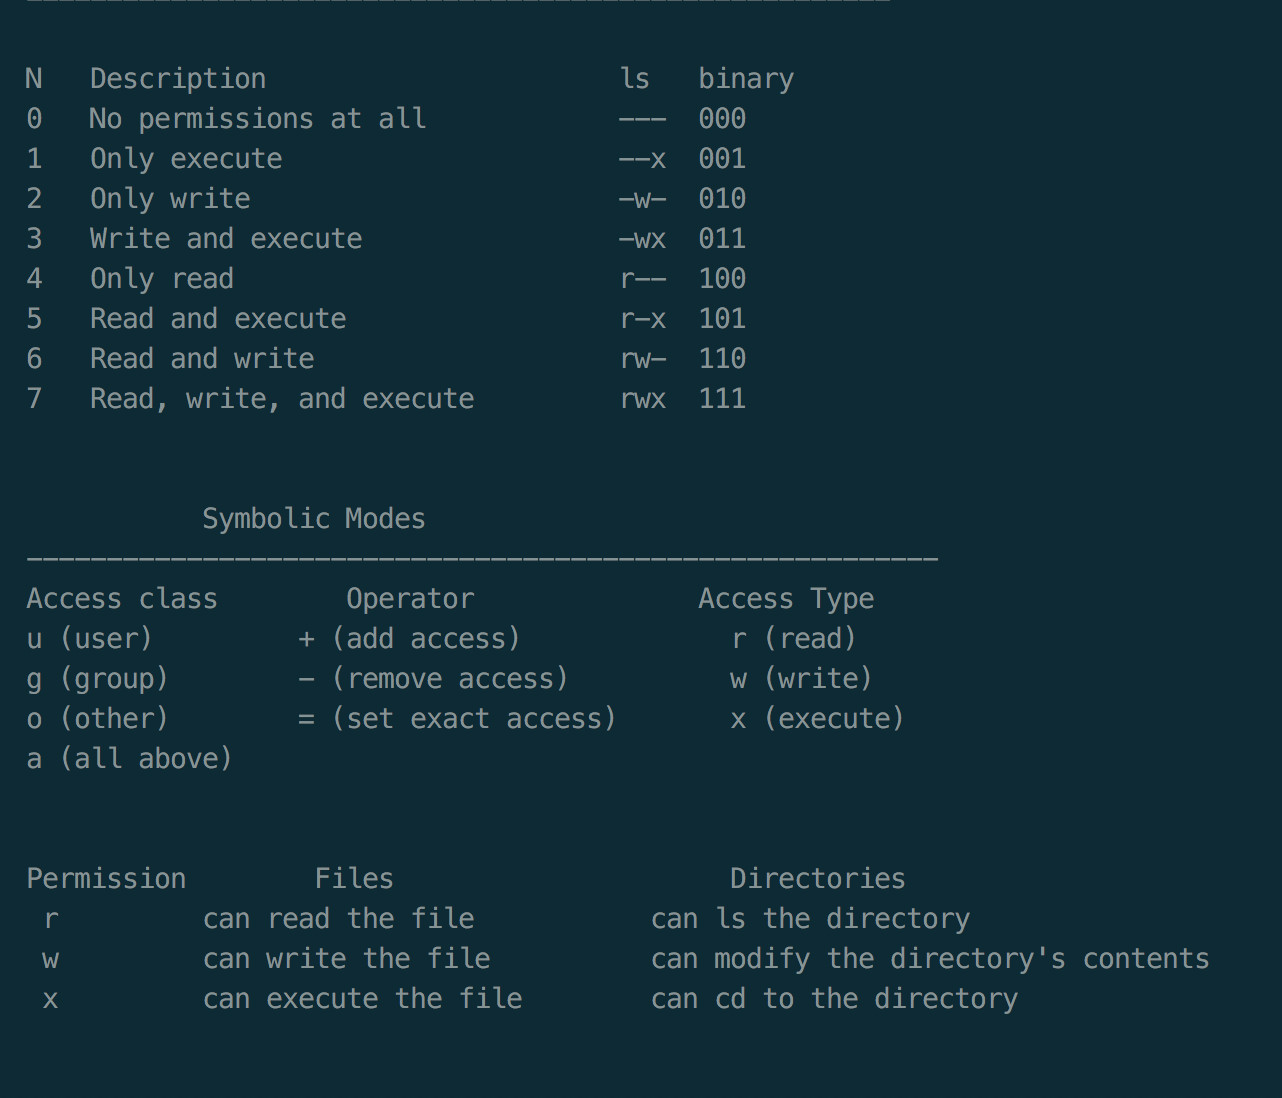 N   Description                      ls   binary
0   No permissions at all            ---  000
1   Only execute                     --x  001
2   Only write                       -w-  010
3   Write and execute                -wx  011
4   Only read                        r--  100
5   Read and execute                 r-x  101
6   Read and write                   rw-  110
7   Read, write, and execute         rwx  111
Symbolic Modes
---------------------------------------------------------
Access class        Operator              Access Type
u (user)         + (add access)             r (read)
g (group)        - (remove access)          w (write)
o (other)        = (set exact access)       x (execute)
a (all above)
Permission        Files                     Directories
r         can read the file           can ls the directory
w         can write the file          can modify the directory's contents
x         can execute the file        can cd to the directory